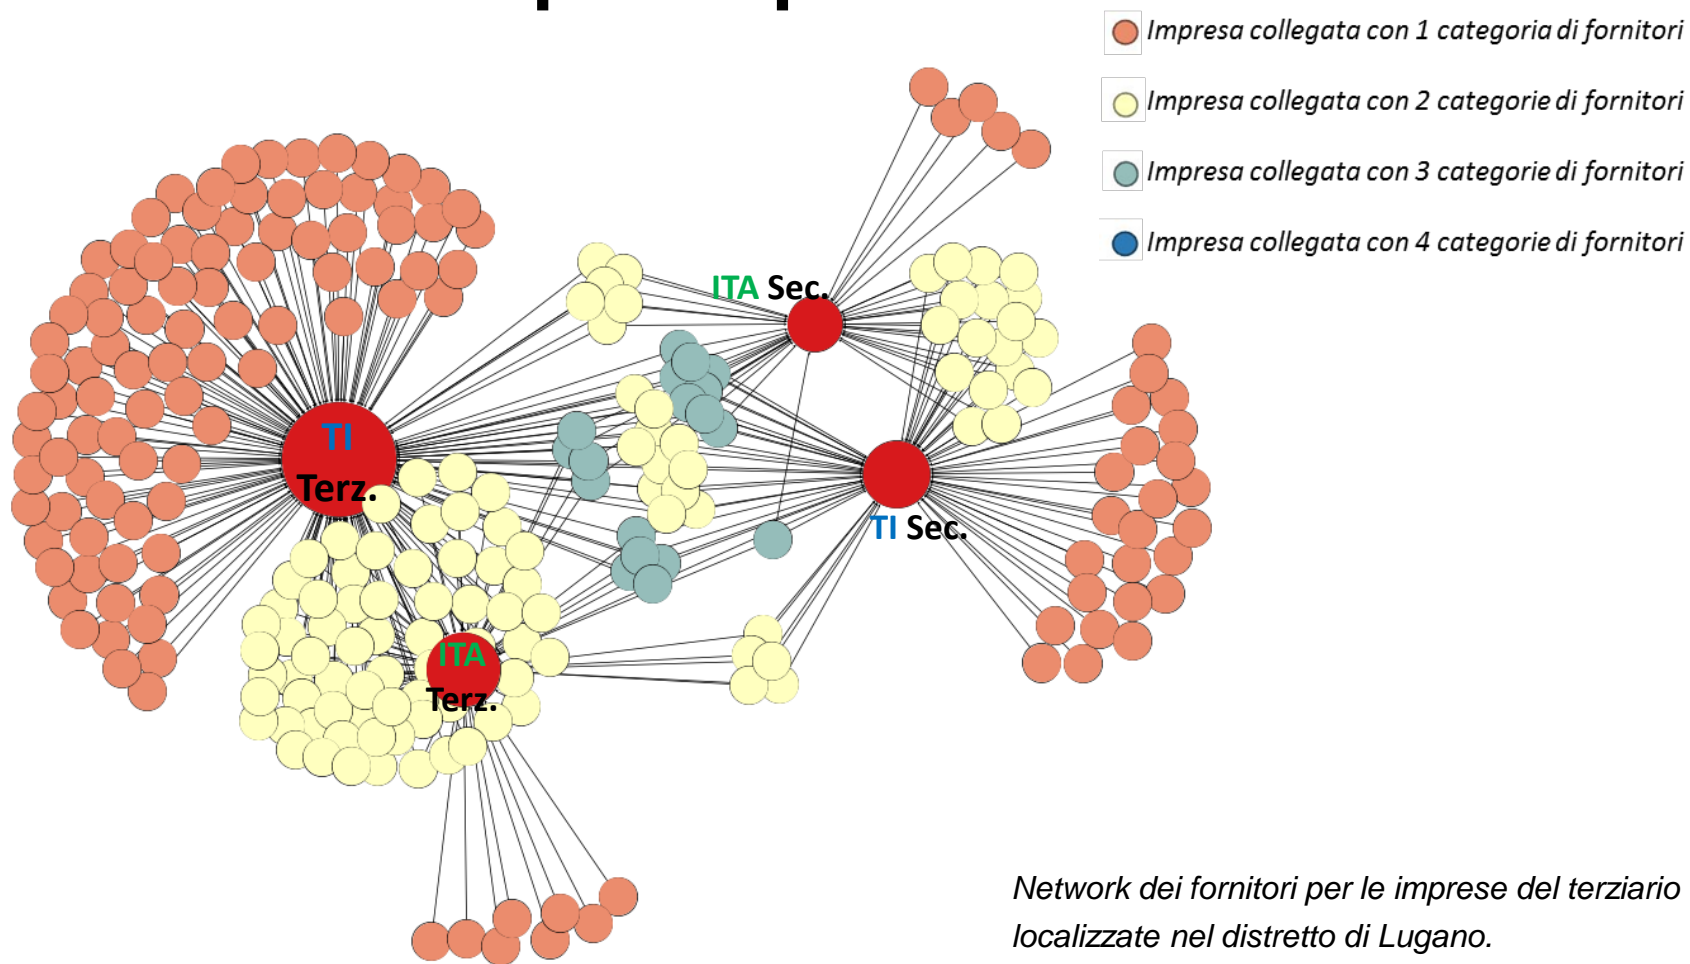 Impresa collegata con 1 categoria di fornitori
Impresa collegata con 2 categorie di fornitori
Impresa collegata con 3 categorie di fornitori
Impresa collegata con 4 categorie di fornitori
ITA Sec.
TI
Terz.
TI Sec.
ITA
Terz.
Network dei fornitori per le imprese del terziario
localizzate nel distretto di Lugano.